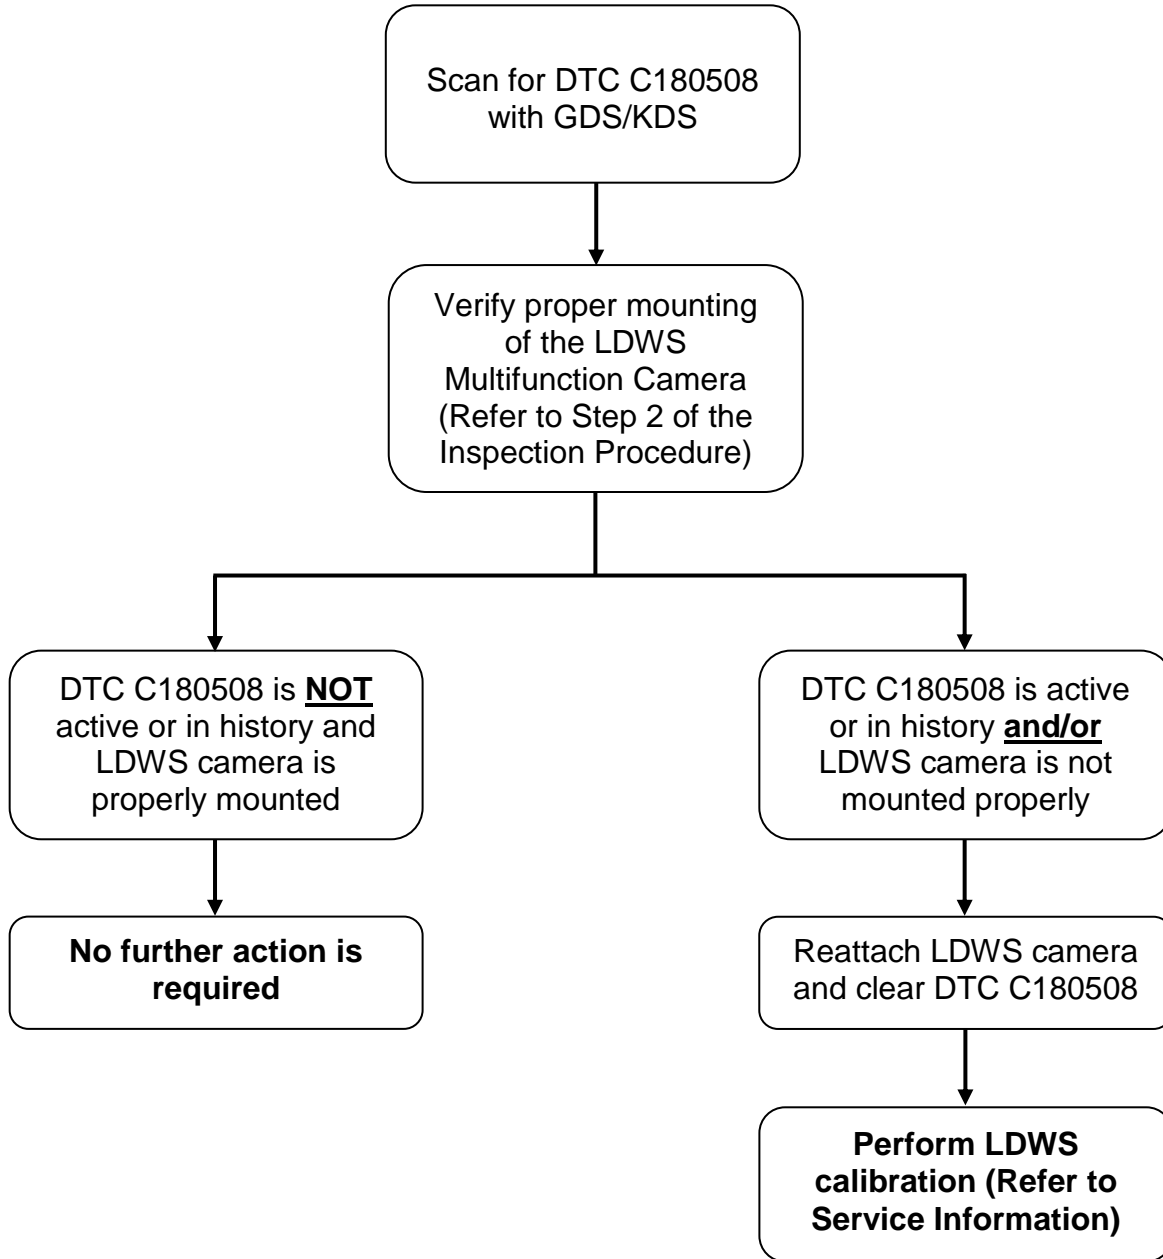 Scan for DTC C180508
with GDS/KDS
Verify proper mounting
of the LDWS
Multifunction Camera
(Refer to Step 2 of the
Inspection Procedure)
DTC C180508 is NOT
active or in history and
LDWS camera is
properly mounted
No further action is
required
DTC C180508 is active
or in history and/or
LDWS camera is not
mounted properly
Reattach LDWS camera
and clear DTC C180508
Perform LDWS
calibration (Refer to
Service Information)